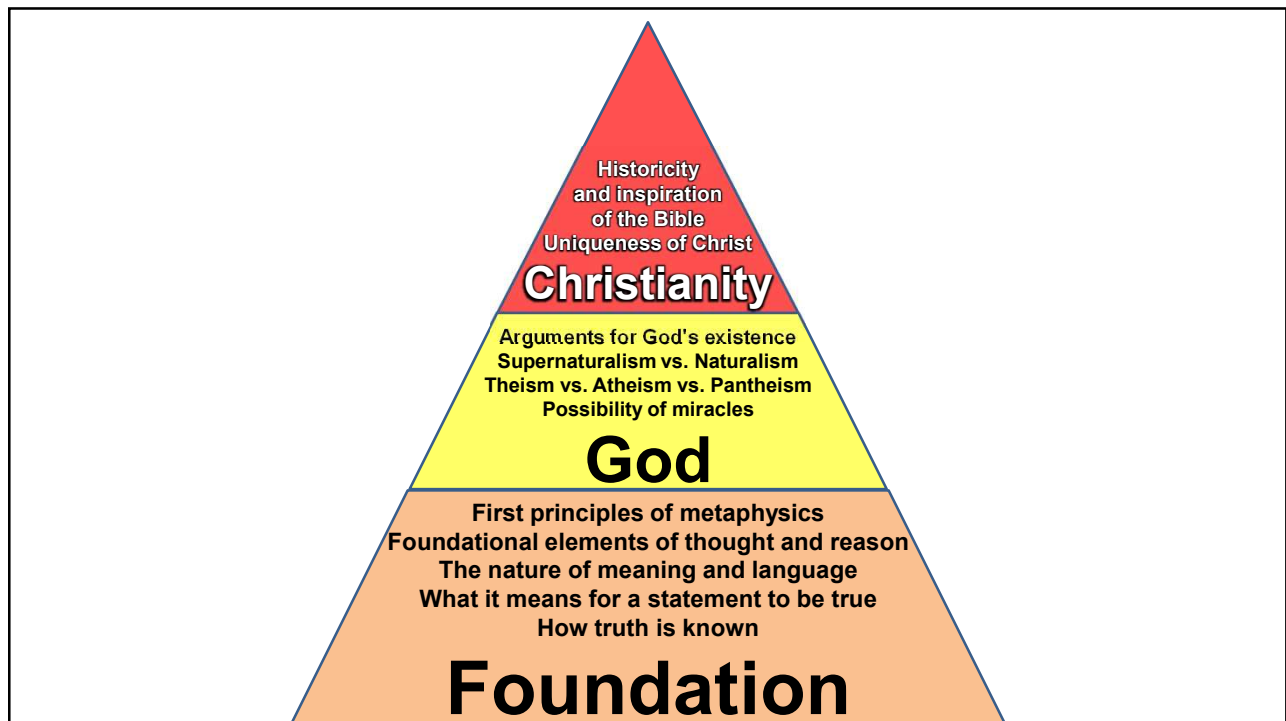 Historicity
and inspiration
of the Bible
Uniqueness of Christ
Christianity
Arguments for God's existence
Supernaturalism vs. Naturalism
Theism vs. Atheism vs. Pantheism
Possibility of miracles
God
First principles of metaphysics
Foundational elements of thought and reason
The nature of meaning and language
What it means for a statement to be true
How truth is known
Foundation